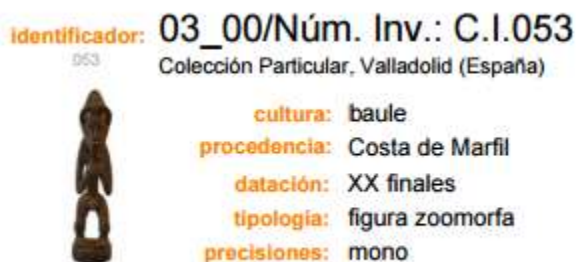 identificador: 03_00/Núm. Inv.: C.I.053
053
Colección Particular, Valladolid (España)
cultura: baule
procedencia: Costa de Marfil
datación: XX finales
tipología: figura zoomorfa
precisiones: mono